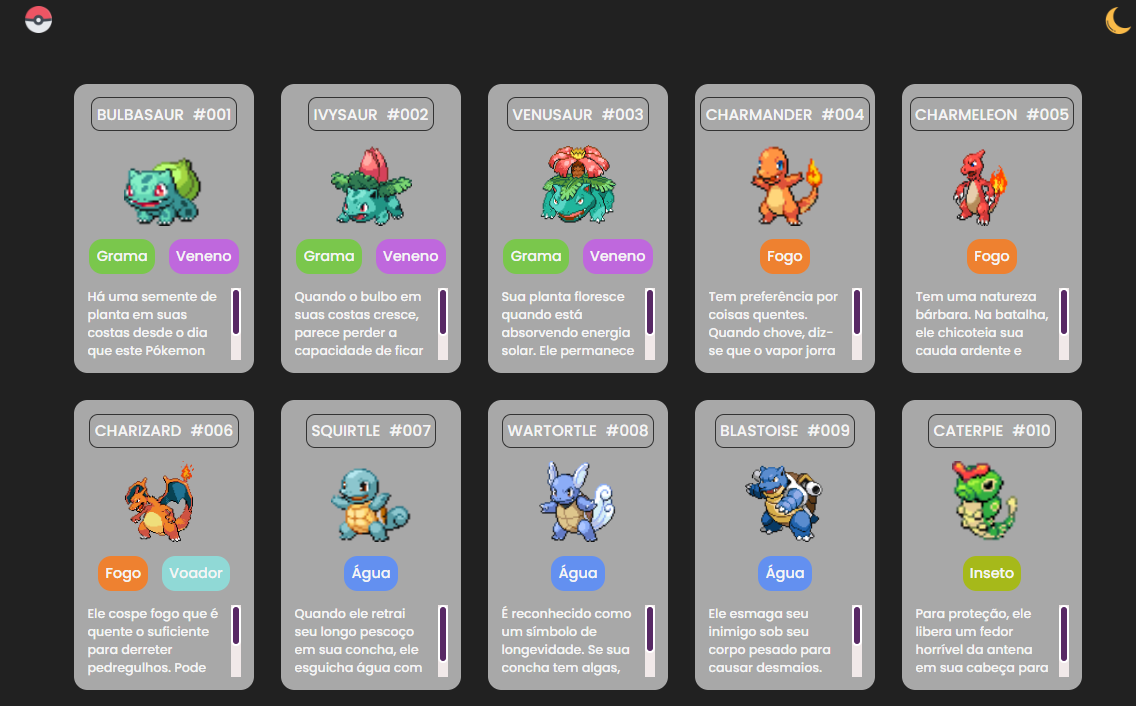 BULBASAUR #001
Grama Veneno
Há uma semente de
planta em suas
costas desde o dia
que este Pókemon
IVYSAUR #002
Grama Veneno
Quando o bulbo em
suas costas cresce,
parece perder a
capacidade de ficar
VENUSAUR #003
Grama Veneno
Sua planta floresce
quando está
absorvendo energia
solar. Ele permanece
CHARMANDER #004
Fogo
Tem preferência por
coisas quentes.
Quando chove, diz-
se que o vapor jorra
CHARMELEON #005
Fogo
Tem uma natureza
bárbara. Na batalha,
ele chicoteia sua
cauda ardente e
CHARIZARD #006
Fogo Voador
Ele cospe fogo que é
quente o suficiente
para derreter
pedregulhos. Pode
SQUIRTLE #007
Água
Quando ele retrai
seu longo pescoço
em sua concha, ele
esguicha água com
WARTORTLE #008
Água
É reconhecido como
um símbolo de
longevidade. Se sua
concha tem algas,
BLASTOISE #009
Água
Ele esmaga seu
inimigo sob seu
corpo pesado para
causar desmaios.
CATERPIE #010
Inseto
Para proteção, ele
libera um fedor
horrível da antena
em sua cabeça para